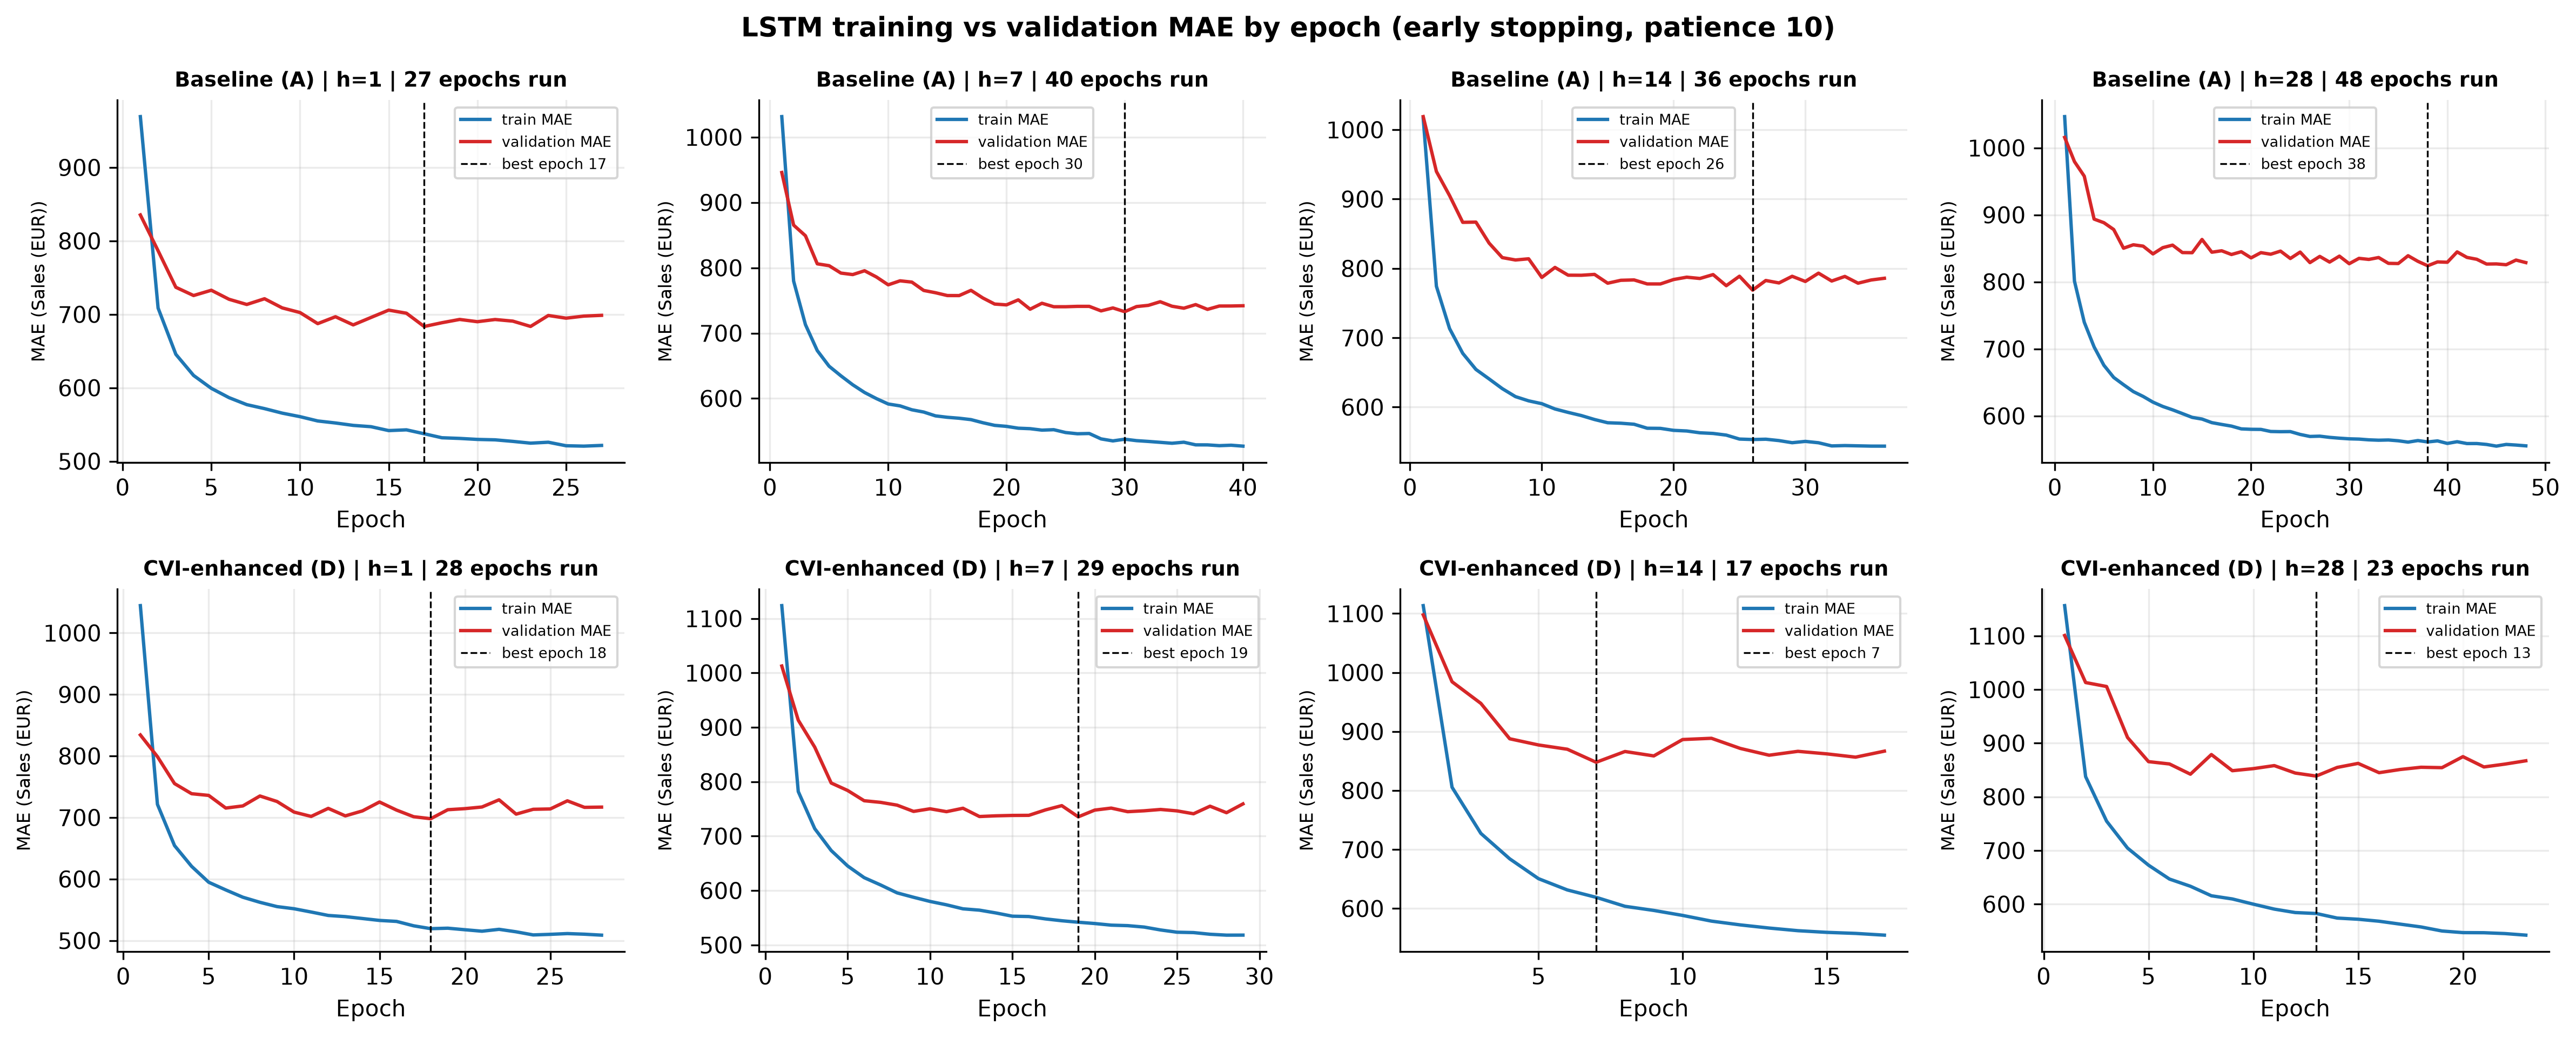 LSTM training vs validation MAE by epoch (early stopping, patience 10)
Baseline (A) | h=1 | 27 epochs run
MAE (Sales (EUR))
900
800
700
600
500
0 5 10 15 20 25
Epoch
train MAE
validation MAE
best epoch 17
Baseline (A) | h=7 | 40 epochs run
MAE (Sales (EUR))
1000
900
800
700
600
0 10 20 30 40
Epoch
train MAE
validation MAE
best epoch 30
Baseline (A) | h=14 | 36 epochs run
MAE (Sales (EUR))
1000
900
800
700
600
0 10 20 30
Epoch
train MAE
validation MAE
best epoch 26
Baseline (A) | h=28 | 48 epochs run
MAE (Sales (EUR))
1000
900
800
700
600
0 10 20 30 40 50
Epoch
train MAE
validation MAE
best epoch 38
CVI-enhanced (D) | h=1 | 28 epochs run
MAE (Sales (EUR))
1000
900
800
700
600
500
0 5 10 15 20 25
Epoch
train MAE
validation MAE
best epoch 18
CVI-enhanced (D) | h=7 | 29 epochs run
MAE (Sales (EUR))
1100
1000
900
800
700
600
500
0 5 10 15 20 25 30
Epoch
train MAE
validation MAE
best epoch 19
CVI-enhanced (D) | h=14 | 17 epochs run
MAE (Sales (EUR))
1100
1000
900
800
700
600
5 10 15
Epoch
train MAE
validation MAE
best epoch 7
CVI-enhanced (D) | h=28 | 23 epochs run
MAE (Sales (EUR))
1100
1000
900
800
700
600
0 5 10 15 20
Epoch
train MAE
validation MAE
best epoch 13